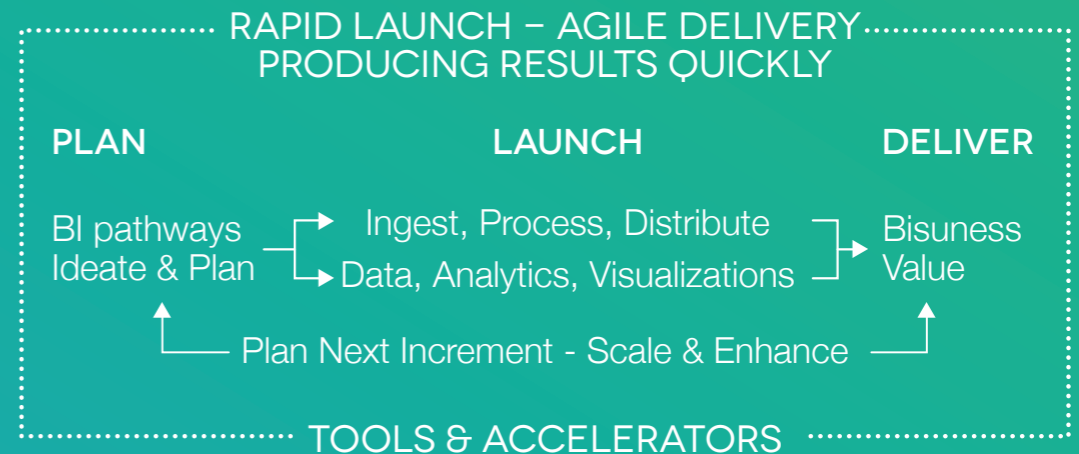 RAPID LAUNCH – AGILE DELIVERY
PRODUCING RESULTS QUICKLY
PLAN
LAUNCH
DELIVER
BI pathways
Ideate & Plan
Ingest, Process, Distribute
Data, Analytics, Visualizations
Bisuness
Value
Plan Next Increment - Scale & Enhance
TOOLS & ACCELERATORS